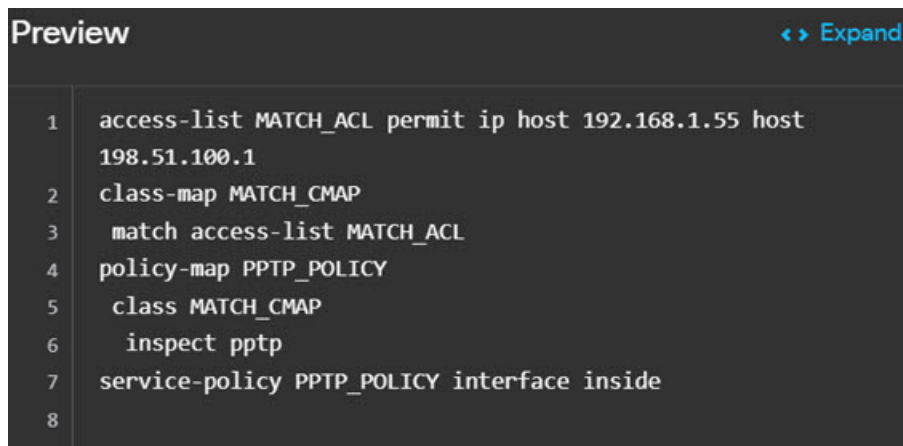 Preview
<> Expand
1 access-list MATCH_ACL permit ip host 192.168.1.55 host
198.51.100.1
2 class-map MATCH_CMAP
3 match access-list MATCH_ACL
4 policy-map PPTP_POLICY
5 class MATCH_CMAP
6 inspect pptp
7 service-policy PPTP_POLICY interface inside
8